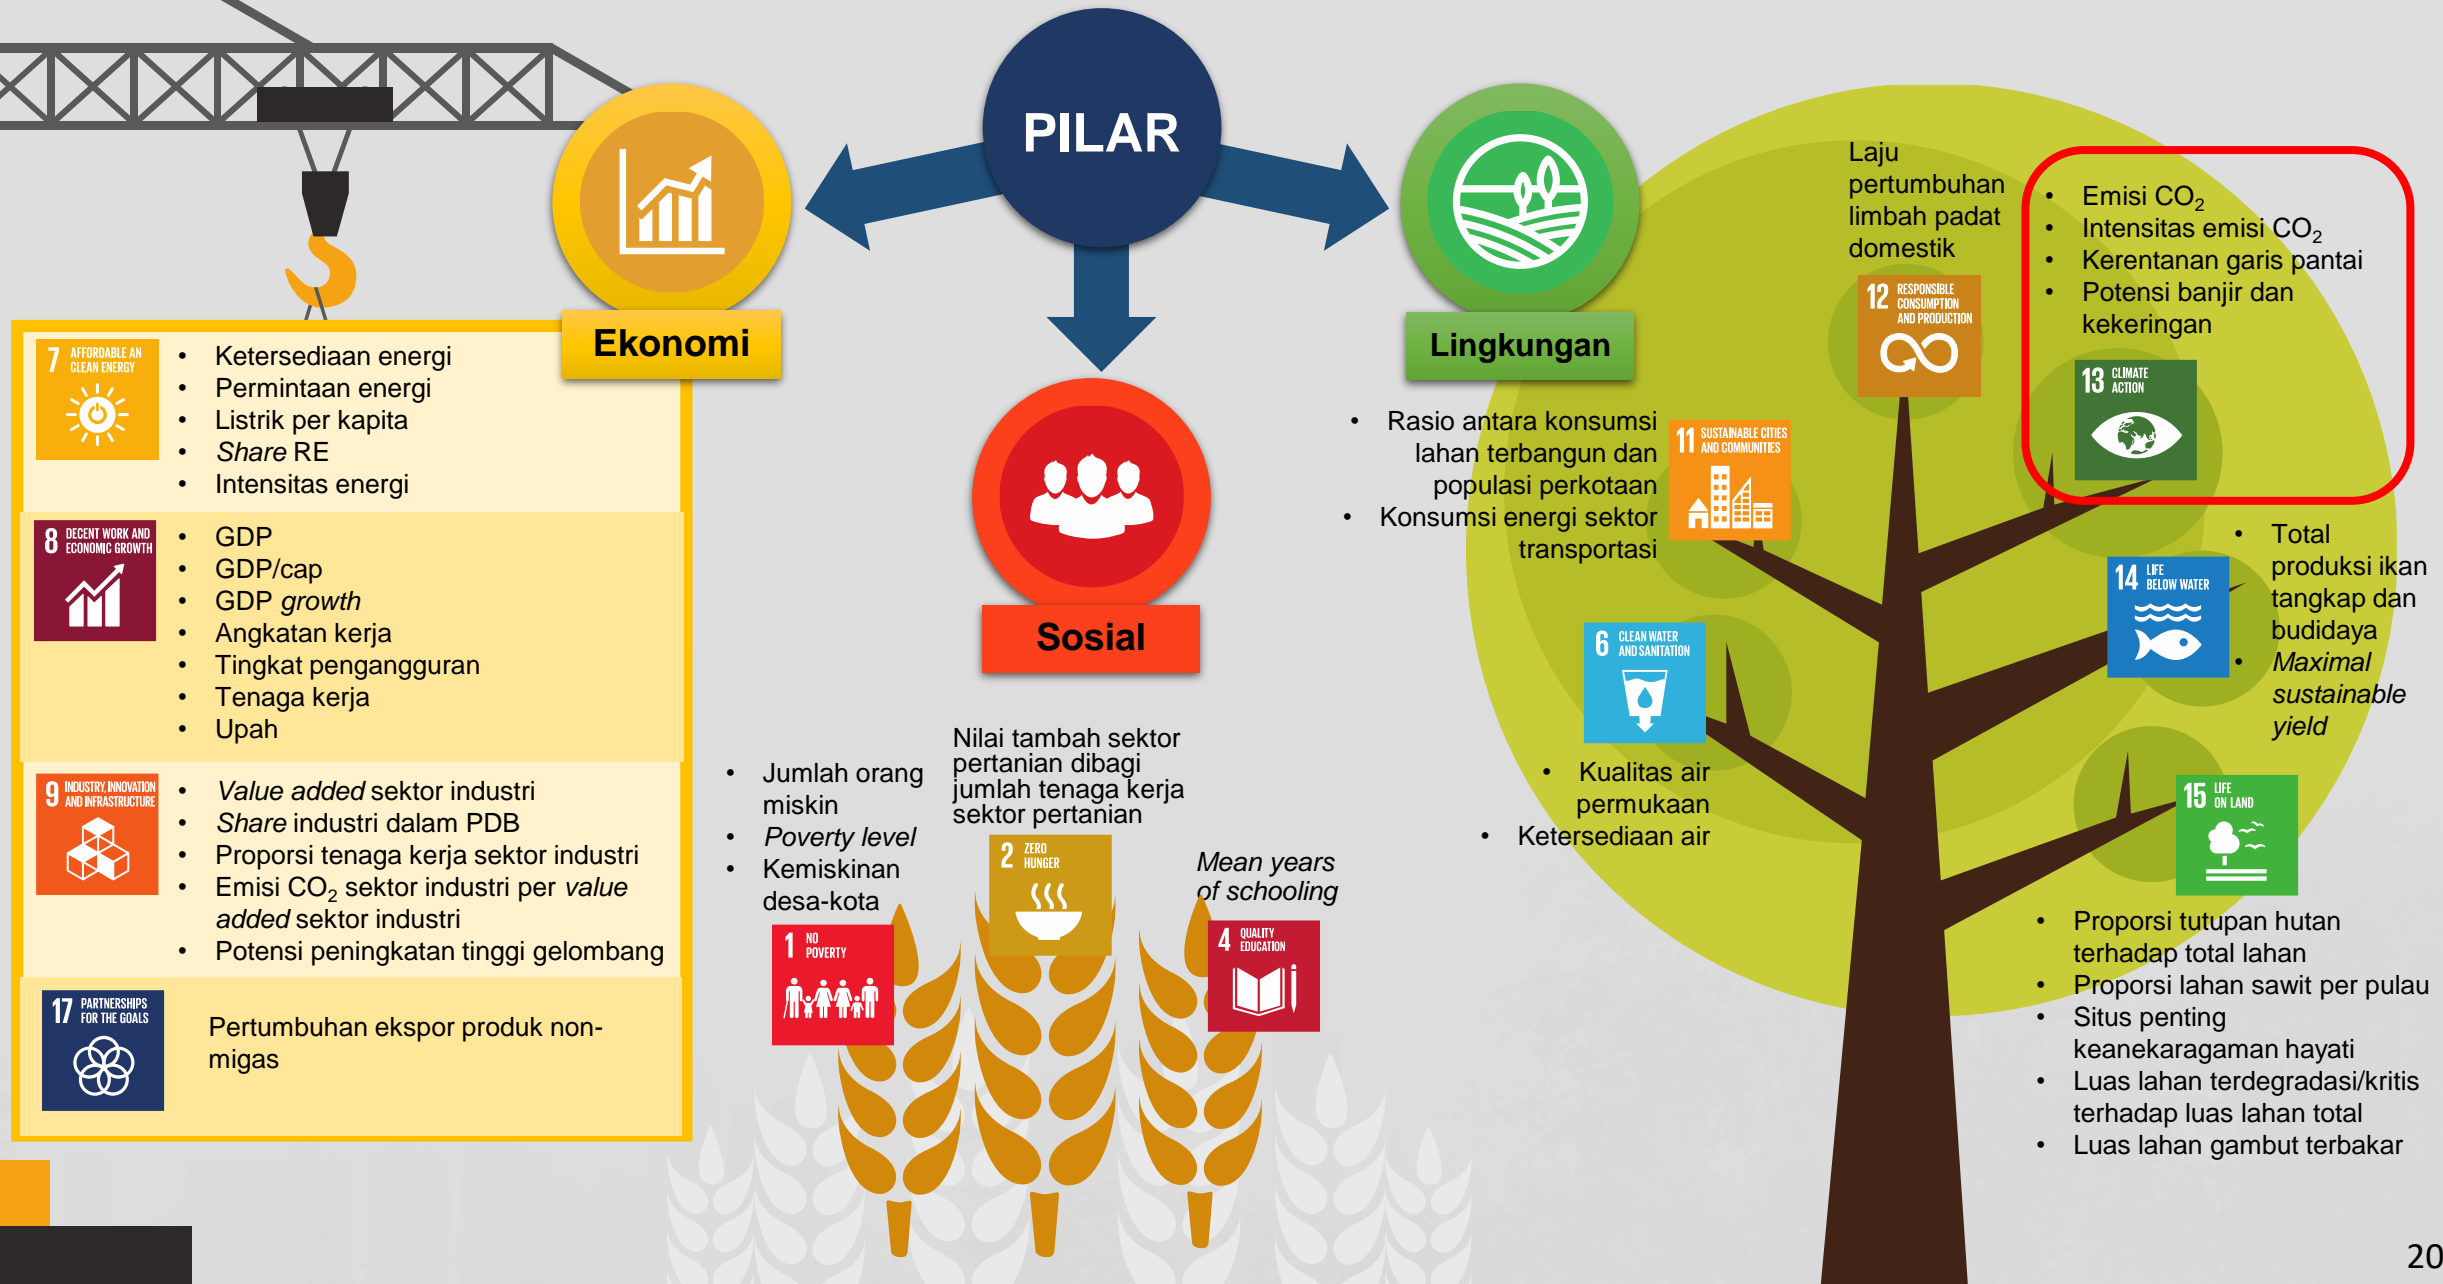 PILAR
Ekonomi
7 AFFORDABLE AN
CLEAN ENERGY
• Ketersediaan energi
• Permintaan energi
• Listrik per kapita
• Share RE
• Intensitas energi
8 DECENT WORK AND
ECONOMIC GROWTH
• GDP
• GDP/cap
• GDP growth
• Angkatan kerja
• Tingkat pengangguran
• Tenaga kerja
• Upah
9 INDUSTRY, INNOVATION
AND INFRASTRUCTURE
• Value added sektor industri
• Share industri dalam PDB
• Proporsi tenaga kerja sektor industri
• Emisi CO₂ sektor industri per value
added sektor industri
• Potensi peningkatan tinggi gelombang
17 PARTNERSHIPS
FOR THE GOALS
Pertumbuhan ekspor produk non-
migas
Sosial
• Jumlah orang
miskin
• Poverty level
• Kemiskinan
desa-kota
1 NO
POVERTY
Nilai tambah sektor
pertanian dibagi
jumlah tenaga kerja
sektor pertanian
2 ZERO
HUNGER
Mean years
of schooling
4 QUALITY
EDUCATION
Lingkungan
Laju
pertumbuhan
limbah padat
domestik
12 RESPONSIBLE
CONSUMPTION
AND PRODUCTION
• Emisi CO₂
• Intensitas emisi CO₂
• Kerentanan garis pantai
• Potensi banjir dan
kekeringan
13 CLIMATE
ACTION
• Rasio antara konsumsi
lahan terbangun dan
populasi perkotaan
• Konsumsi energi sektor
transportasi
11 SUSTAINABLE CITIES
AND COMMUNITIES
14 LIFE
BELOW WATER
• Total
produksi ikan
tangkap dan
budidaya
• Maximal
sustainable
yield
6 CLEAN WATER
AND SANITATION
• Kualitas air
permukaan
• Ketersediaan air
15 LIFE
ON LAND
• Proporsi tutupan hutan
terhadap total lahan
• Proporsi lahan sawit per pulau
• Situs penting
keanekaragaman hayati
• Luas lahan terdegradasi/kritis
terhadap luas lahan total
• Luas lahan gambut terbakar
20